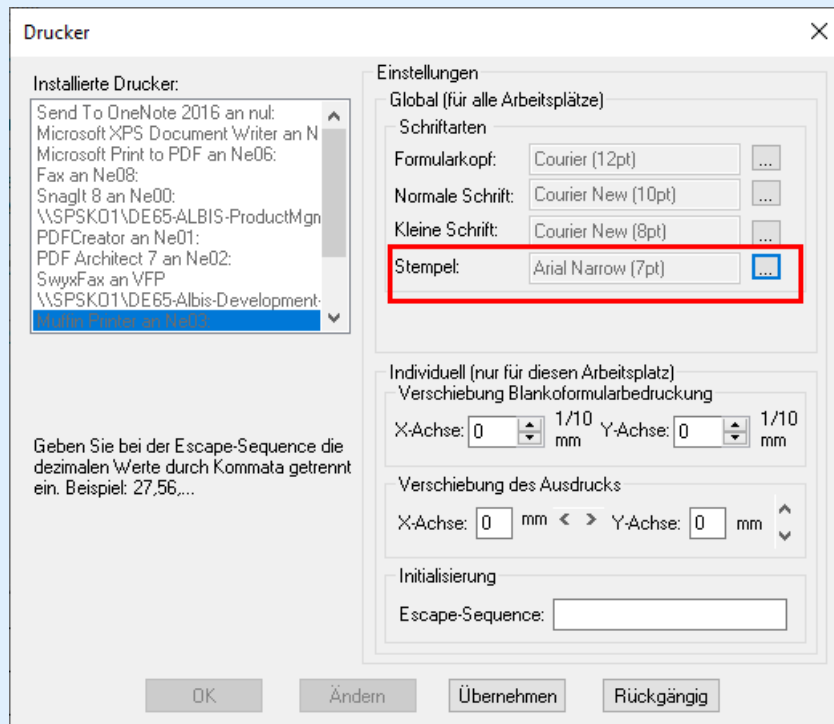 Drucker
Installierte Drucker:
Send To OneNote 2016 an nul:
Microsoft XPS Document Writer an N
Microsoft Print to PDF an Ne06:
Fax an Ne08:
SnagIt 8 an Ne00:
\\SPSKO1\DE65-ALBIS-ProductMgn
PDFCreator an Ne01:
PDF Architect 7 an Ne02:
SwyxFax an VFP
\\SPSKO1\DE65-Albis-Development-
Muffin Printer an Ne03:
Geben Sie bei der Escape-Sequence die
dezimalen Werte durch Kommata getrennt
ein. Beispiel: 27,56,...
Einstellungen
Global (für alle Arbeitsplätze)
Schriftarten
Formularkopf: Courier (12pt) ...
Normale Schrift: Courier New (10pt) ...
Kleine Schrift: Courier New (8pt) ...
Stempel: Arial Narrow (7pt) ...
Individuell (nur für diesen Arbeitsplatz)
Verschiebung Blankoformularbedruckung
X-Achse: 0 1/10 mm Y-Achse: 0 1/10 mm
Verschiebung des Ausdrucks
X-Achse: 0 mm < > Y-Achse: 0 mm
Initialisierung
Escape-Sequence:
OK Ändern Übernehmen Rückgängig